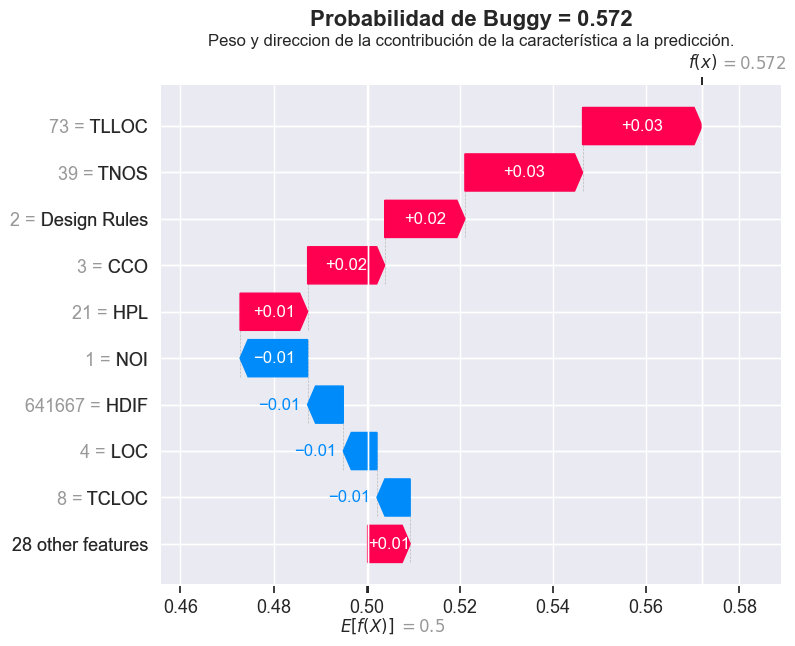 Probabilidad de Buggy = 0.572
Peso y direccion de la ccontribución de la característica a la predicción.
f(x) = 0.572
73 = TLLOC +0.03
39 = TNOS +0.03
2 = Design Rules +0.02
3 = CCO +0.02
21 = HPL +0.01
1 = NOI −0.01
641667 = HDIF −0.01
4 = LOC −0.01
8 = TCLOC −0.01
28 other features +0.01
0.46 0.48 0.50 0.52 0.54 0.56 0.58
E[f(X)] = 0.5